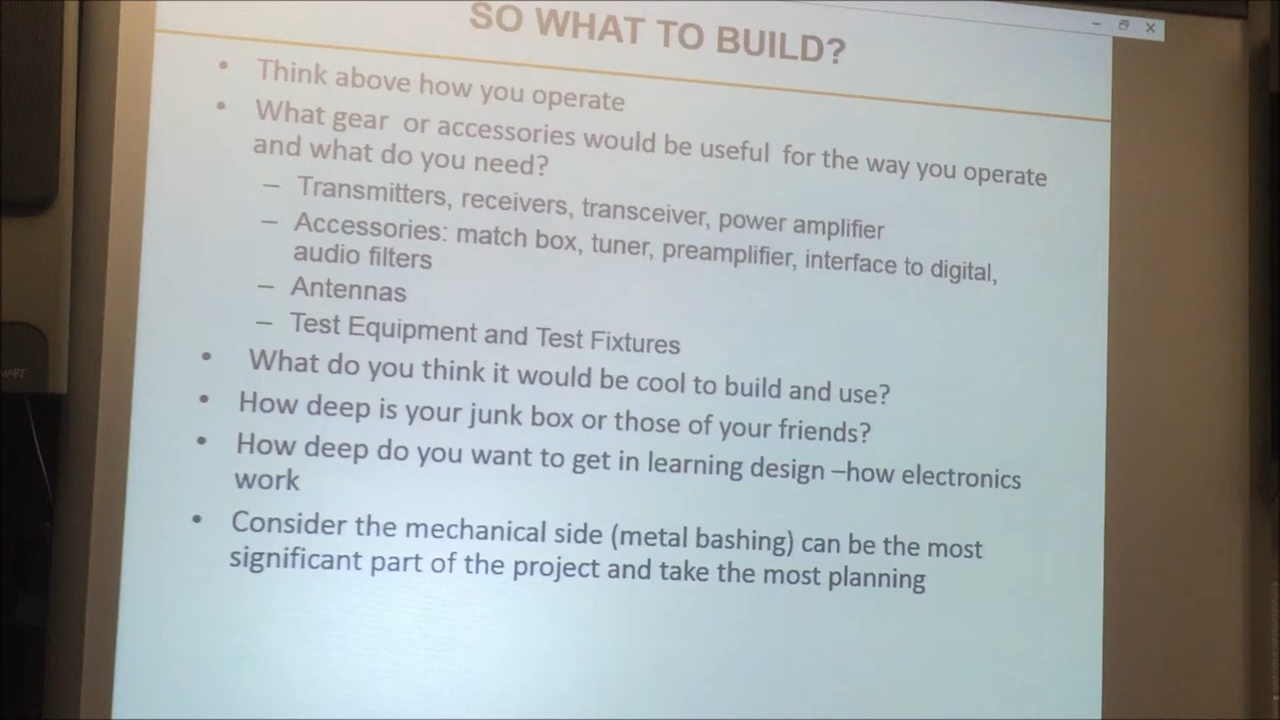 SO WHAT TO BUILD?
• Think above how you operate
• What gear or accessories would be useful for the way you operate
and what do you need?
– Transmitters, receivers, transceiver, power amplifier
– Accessories: match box, tuner, preamplifier, interface to digital,
audio filters
– Antennas
– Test Equipment and Test Fixtures
• What do you think it would be cool to build and use?
• How deep is your junk box or those of your friends?
• How deep do you want to get in learning design –how electronics
work
• Consider the mechanical side (metal bashing) can be the most
significant part of the project and take the most planning